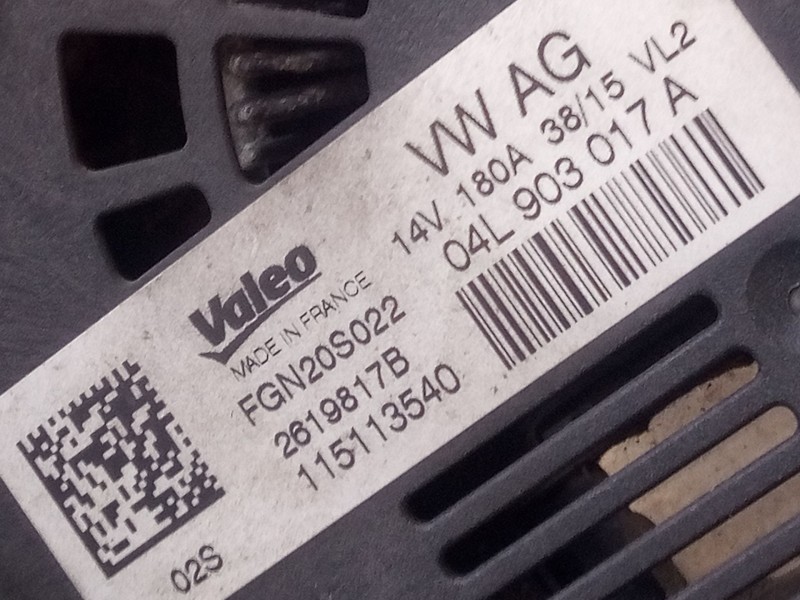 VW AG
14V 180A 38/15 VL2
04L 903 017 A
Valeo
MADE IN FRANCE
FGN20S022
2619817B
115113540
02S